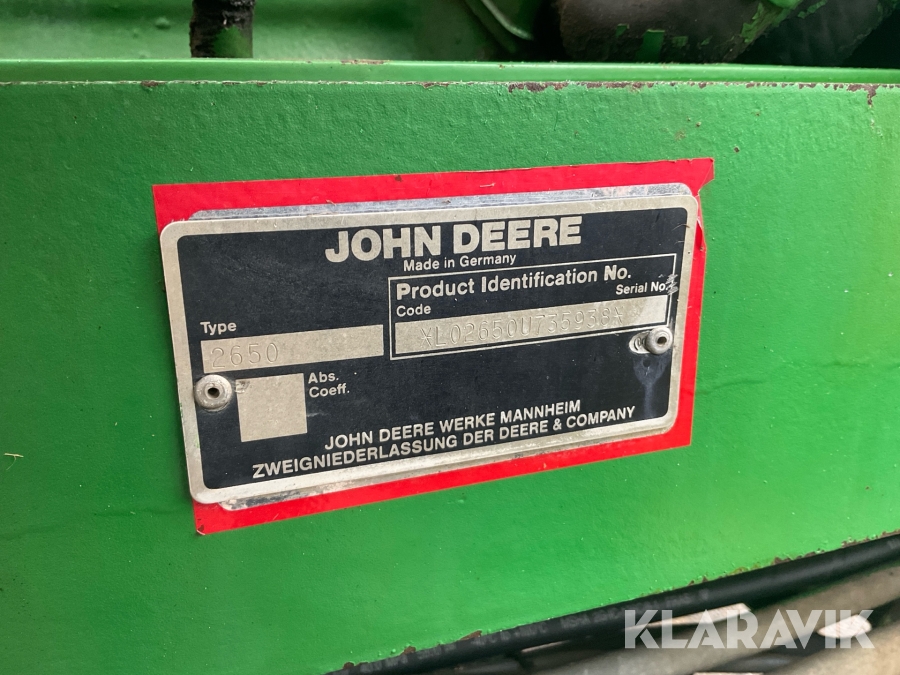 JOHN DEERE
Made in Germany
Product Identification No.
Code Serial No.
*L02650U735938*
Type
2650
Abs.
Coeff.
JOHN DEERE WERKE MANNHEIM
ZWEIGNIEDERLASSUNG DER DEERE & COMPANY
KLARAVIK